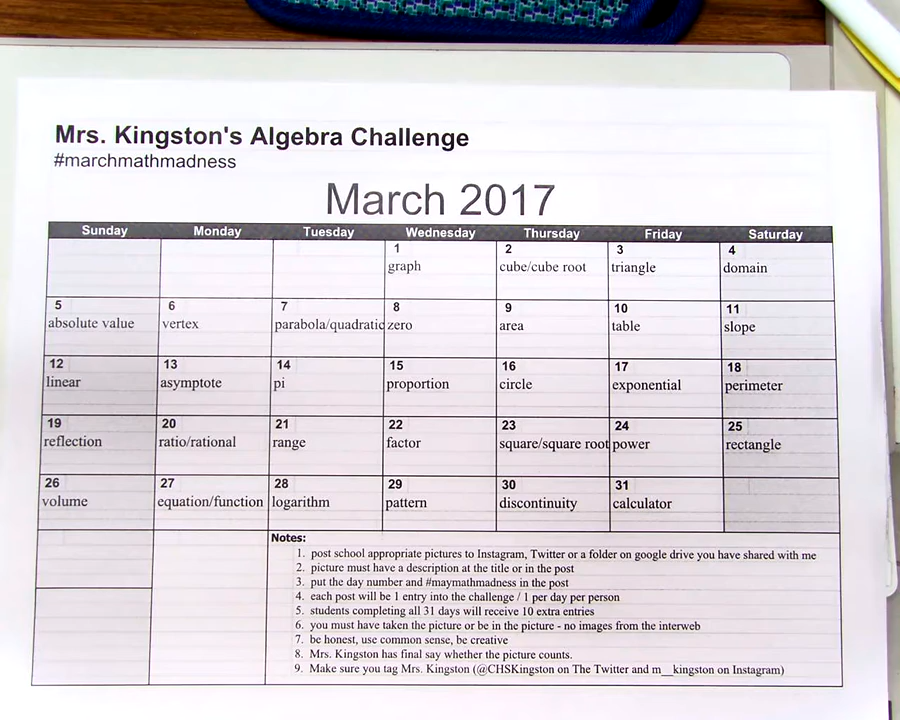 Mrs. Kingston's Algebra Challenge
#marchmathmadness
March 2017
Sunday Monday Tuesday Wednesday Thursday Friday Saturday
1 2 3 4
graph cube/cube root triangle domain
5 6 7 8 9 10 11
absolute value vertex parabola/quadratic zero area table slope
12 13 14 15 16 17 18
linear asymptote pi proportion circle exponential perimeter
19 20 21 22 23 24 25
reflection ratio/rational range factor square/square root power rectangle
26 27 28 29 30 31
volume equation/function logarithm pattern discontinuity calculator
Notes:
1. post school appropriate pictures to Instagram, Twitter or a folder on google drive you have shared with me
2. picture must have a description at the title or in the post
3. put the day number and #maymathmadness in the post
4. each post will be 1 entry into the challenge / 1 per day per person
5. students completing all 31 days will receive 10 extra entries
6. you must have taken the picture or be in the picture - no images from the interweb
7. be honest, use common sense, be creative
8. Mrs. Kingston has final say whether the picture counts.
9. Make sure you tag Mrs. Kingston (@CHSKingston on The Twitter and m__kingston on Instagram)